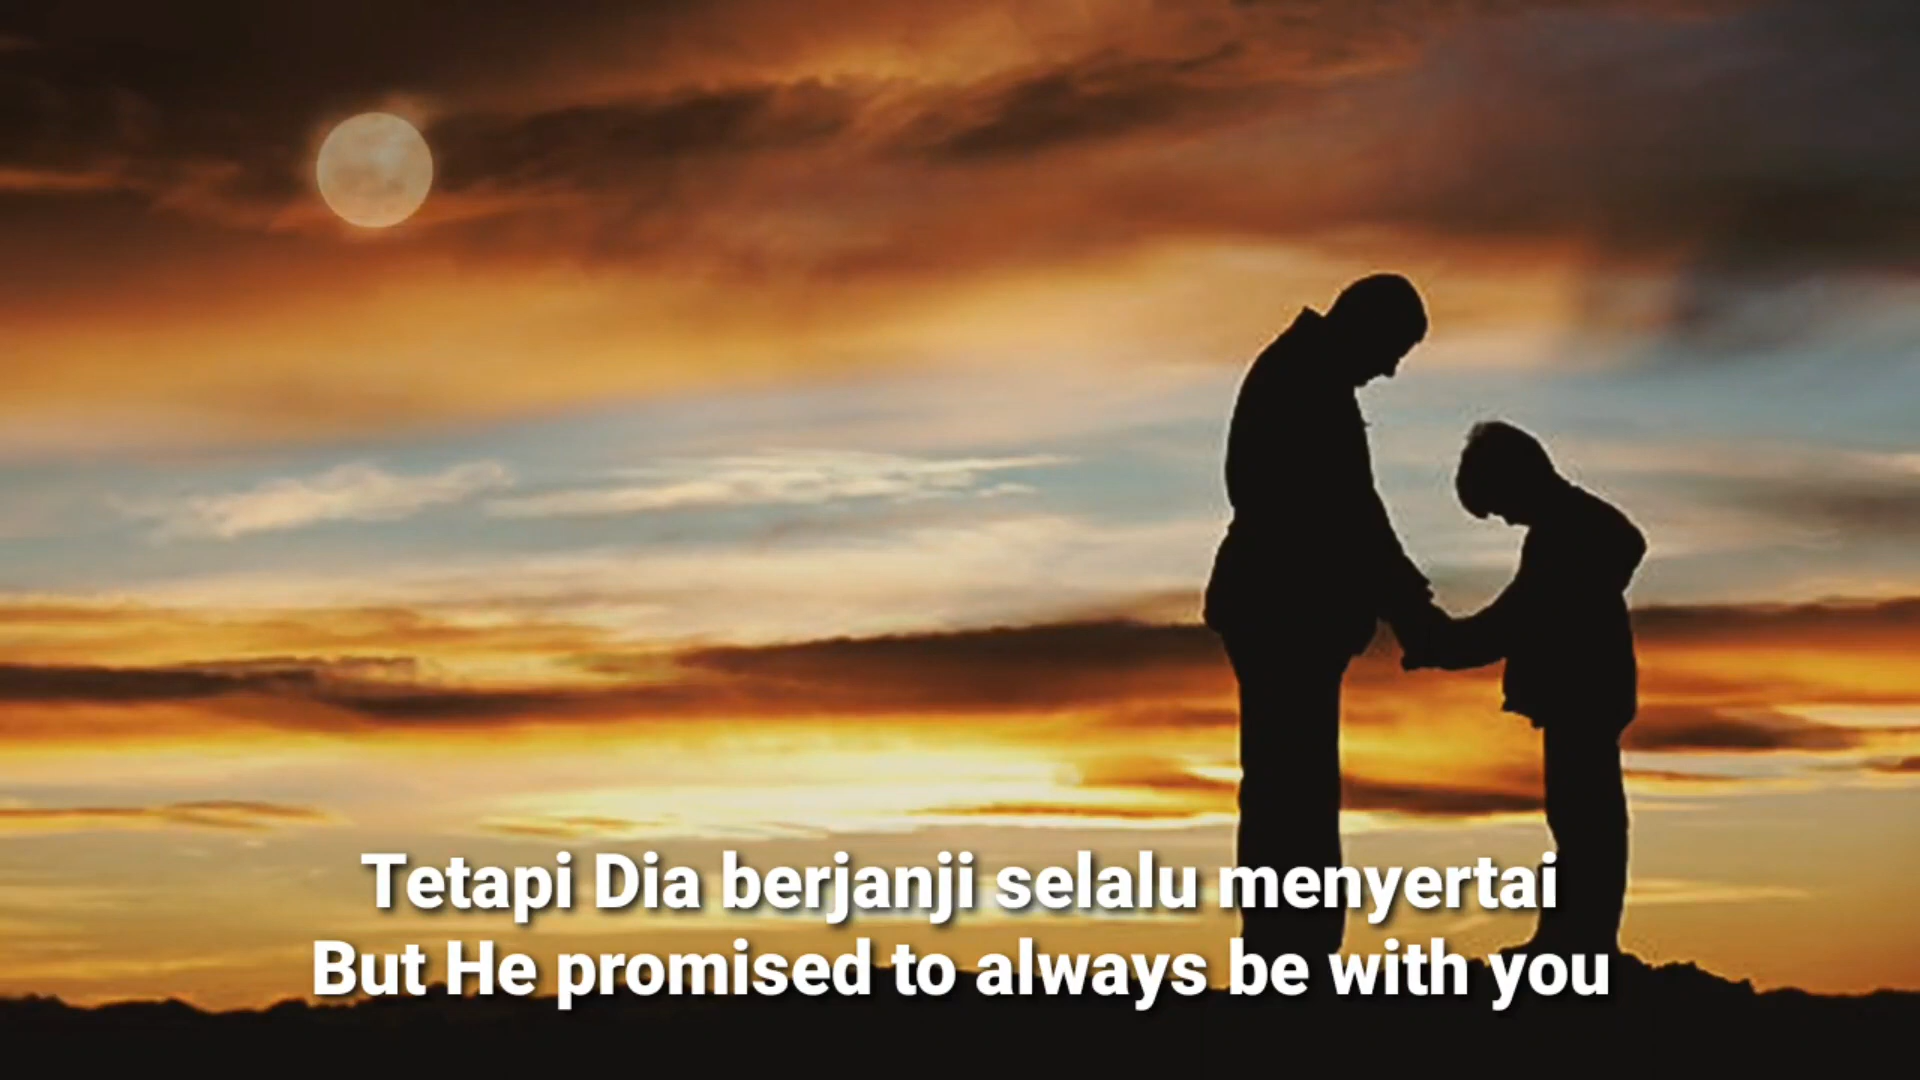 Tetapi Dia berjanji selalu menyertai
But He promised to always be with you